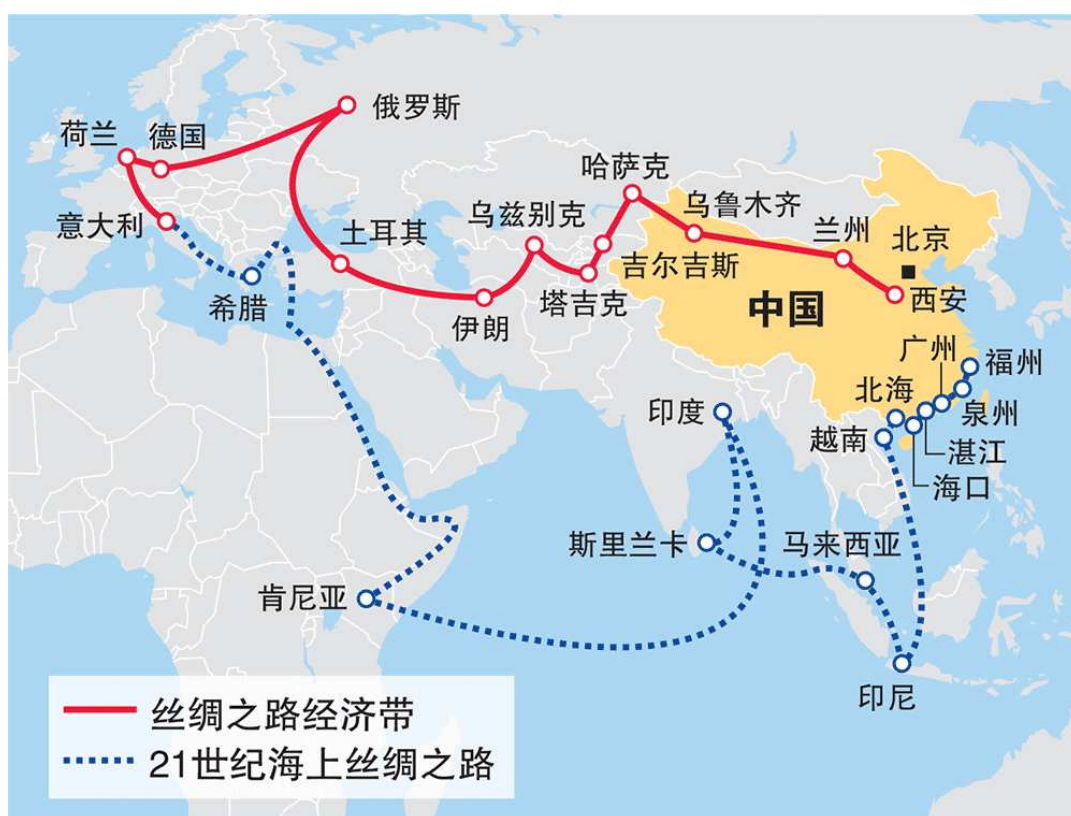 俄罗斯
荷兰
德国
哈萨克
意大利
土耳其
乌兹别克
乌鲁木齐
兰州
北京
希腊
伊朗
塔吉克
吉尔吉斯
中国
西安
广州
福州
印度
北海
泉州
越南
湛江
海口
斯里兰卡
马来西亚
肯尼亚
印尼
丝绸之路经济带
21世纪海上丝绸之路